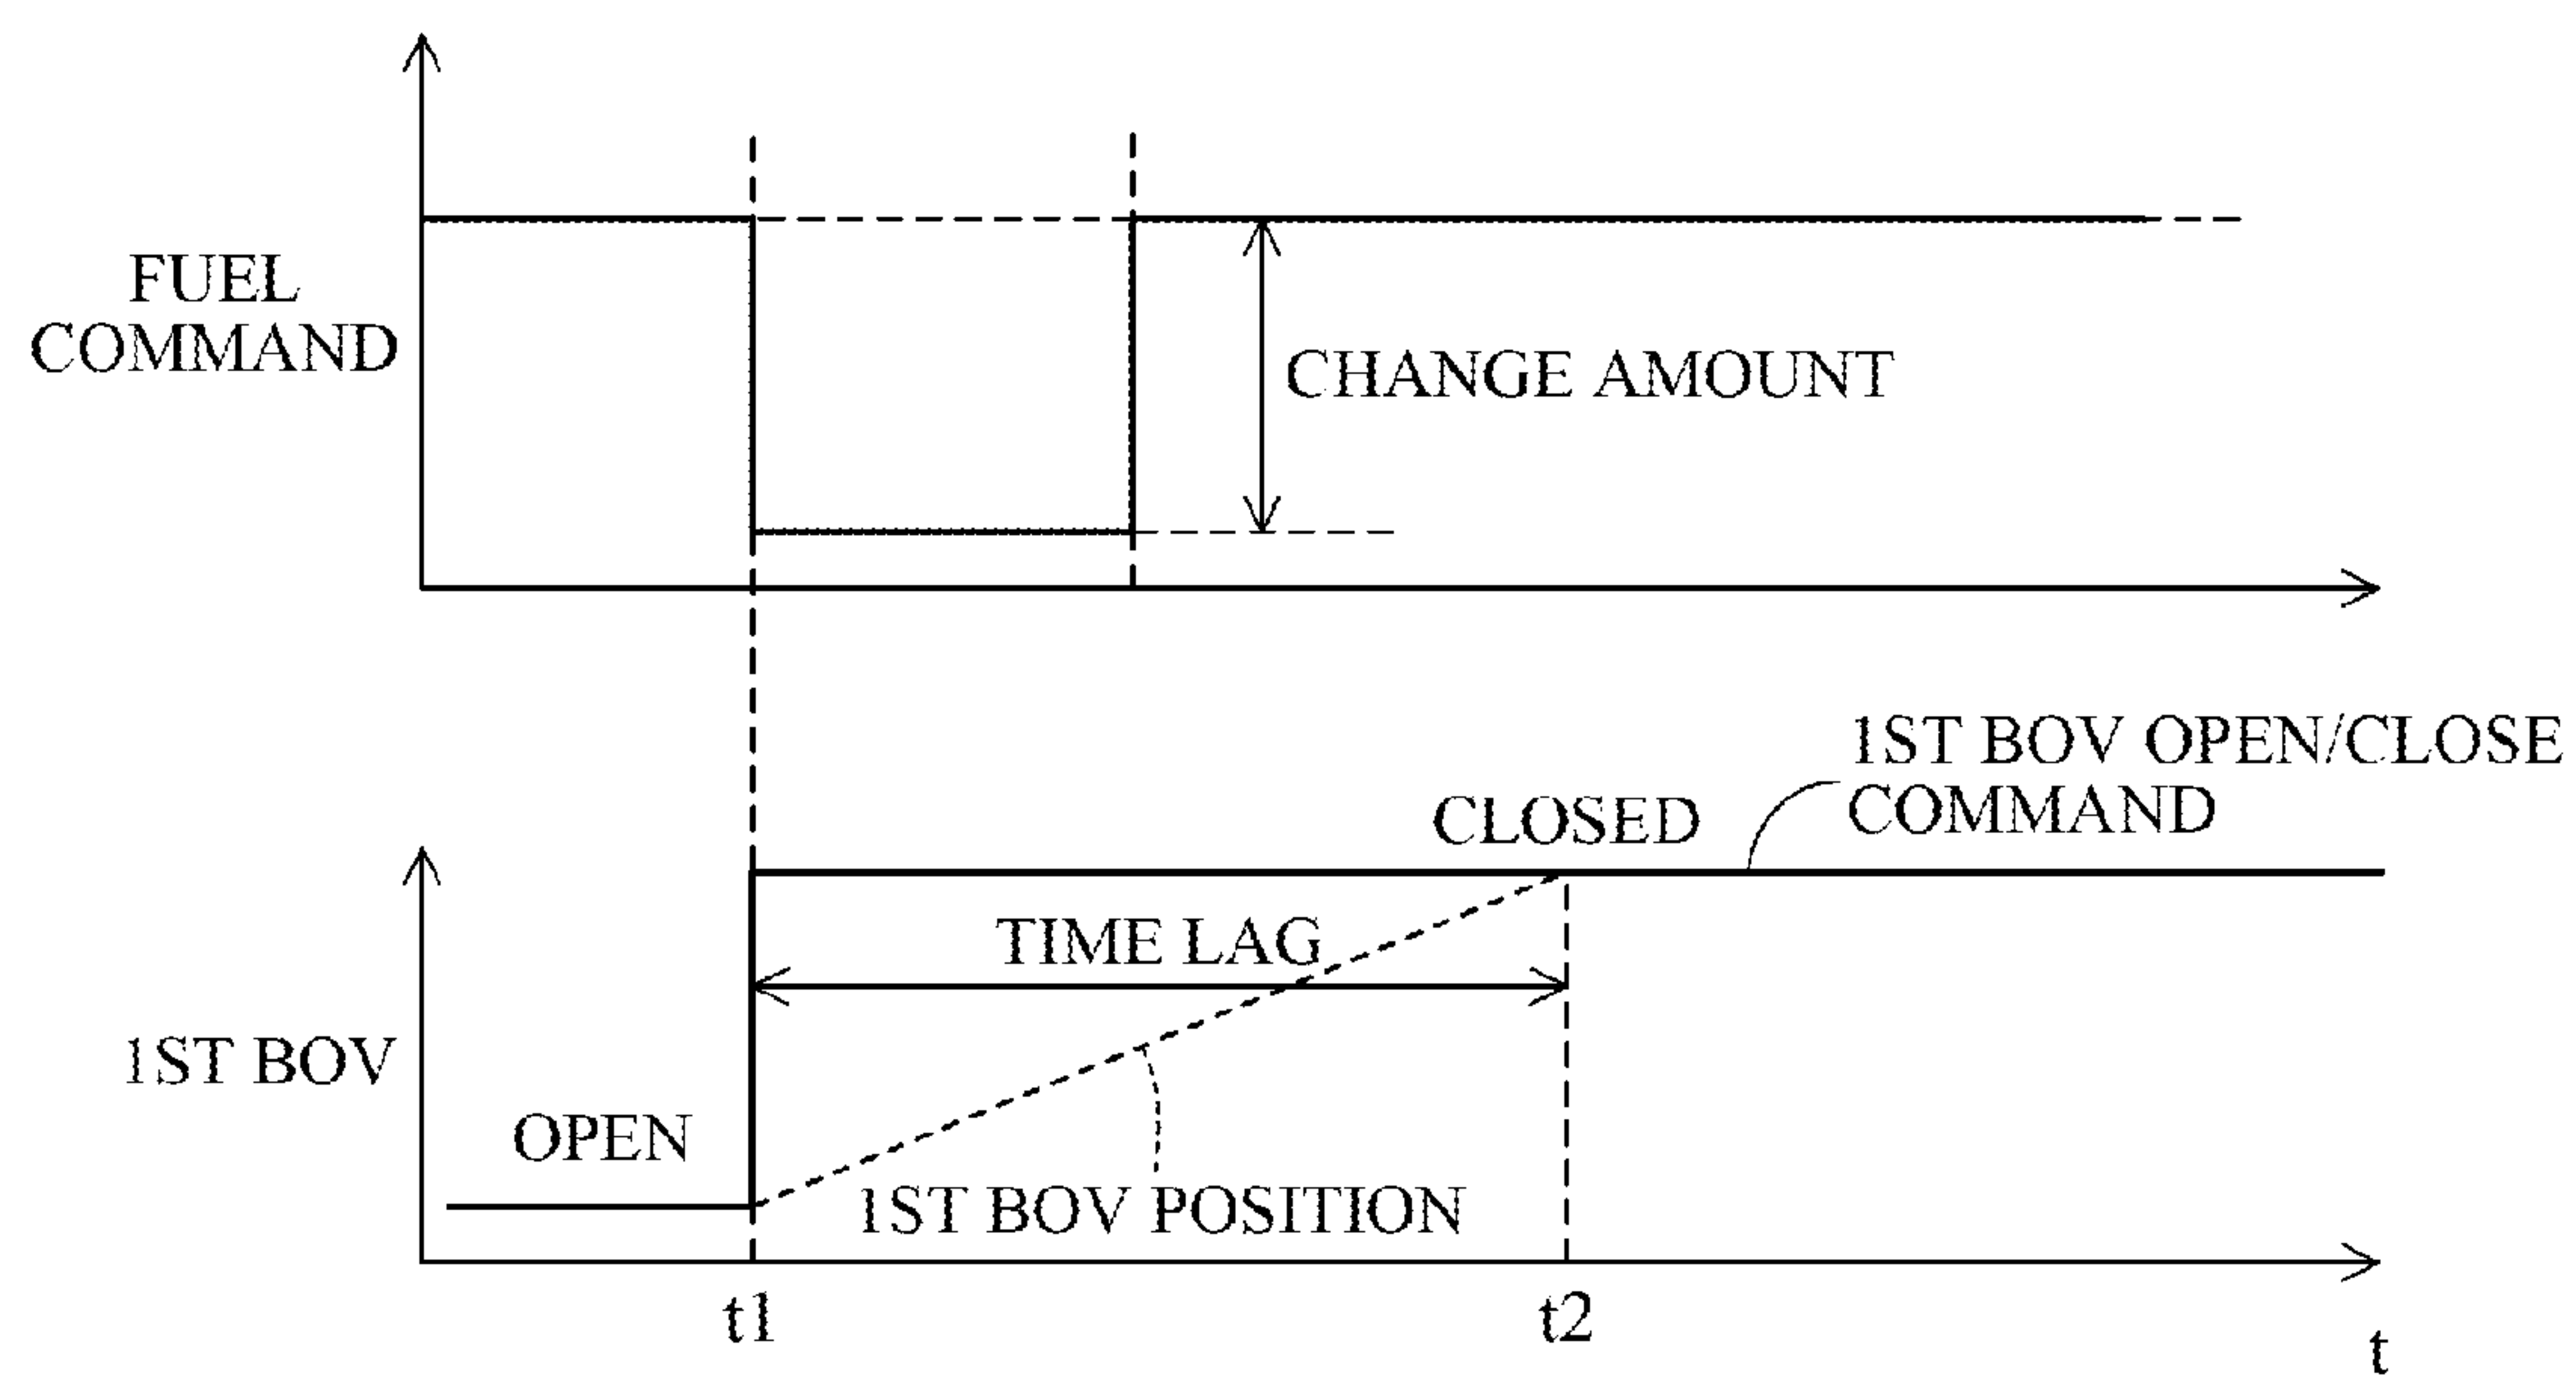 FUEL
COMMAND
CHANGE AMOUNT
1ST BOV OPEN/CLOSE
COMMAND
CLOSED
TIME LAG
1ST BOV
OPEN
1ST BOV POSITION
t1
t2
t